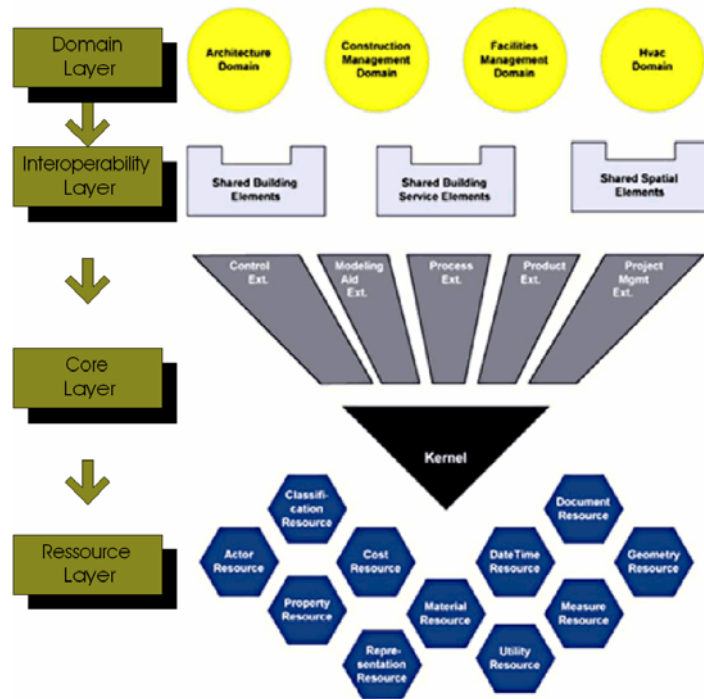 Domain
Layer
Architecture
Domain
Construction
Management
Domain
Facilities
Management
Domain
Hvac
Domain
Interoperability
Layer
Shared Building
Elements
Shared Building
Service Elements
Shared Spatial
Elements
Control
Ext.
Modeling
Aid
Ext.
Process
Ext.
Product
Ext.
Project
Mgmt
Ext.
Core
Layer
Kernel
Ressource
Layer
Classifi-
cation
Resource
Document
Resource
Actor
Resource
Cost
Resource
DateTime
Resource
Geometry
Resource
Property
Resource
Material
Resource
Measure
Resource
Repre-
sentation
Resource
Utility
Resource